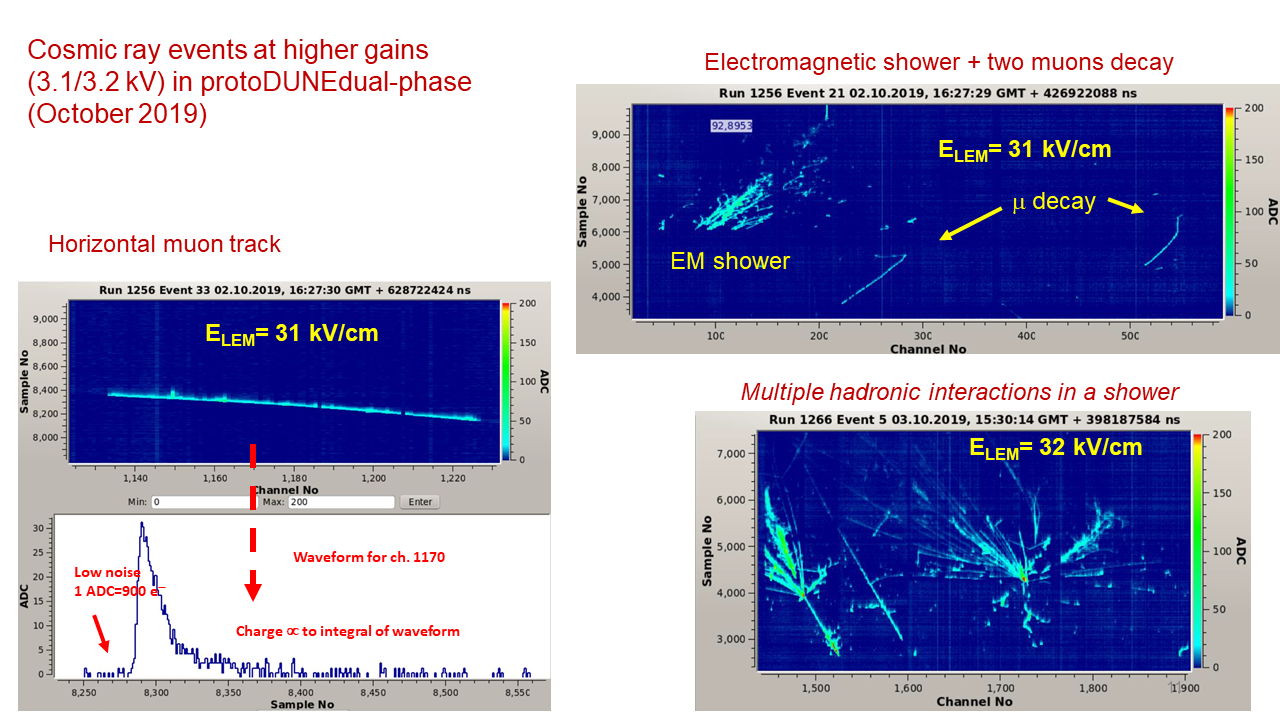 Cosmic ray events at higher gains
(3.1/3.2 kV) in protoDUNEdual-phase
(October 2019)
Horizontal muon track
Run 1256 Event 33 02.10.2019, 16:27:30 GMT + 628722424 ns
E_LEM= 31 kV/cm
Sample No
9,000
8,800
8,600
8,400
8,200
8,000
200
150
100
50
0
ADC
1,140
1,160
1,180
1,200
1,220
Channel No
Min: 0 Max: 200 Enter
ADC
30
25
20
15
10
5
0
Low noise
1 ADC=900 e⁻
Waveform for ch. 1170
Charge ∝ to integral of waveform
8,250
8,300
8,350
8,400
8,450
8,500
8,550
Sample No
Electromagnetic shower + two muons decay
Run 1256 Event 21 02.10.2019, 16:27:29 GMT + 426922088 ns
92,8953
E_LEM= 31 kV/cm
μ decay
EM shower
Sample No
9,000
8,000
7,000
6,000
5,000
4,000
200
150
100
50
0
ADC
10C
20C
30C
40C
50C
Channel No
Multiple hadronic interactions in a shower
Run 1266 Event 5 03.10.2019, 15:30:14 GMT + 398187584 ns
E_LEM= 32 kV/cm
Sample No
7,000
6,000
5,000
4,000
3,000
200
150
100
50
0
ADC
1,500
1,600
1,700
1,800
1,900
11
Channel No